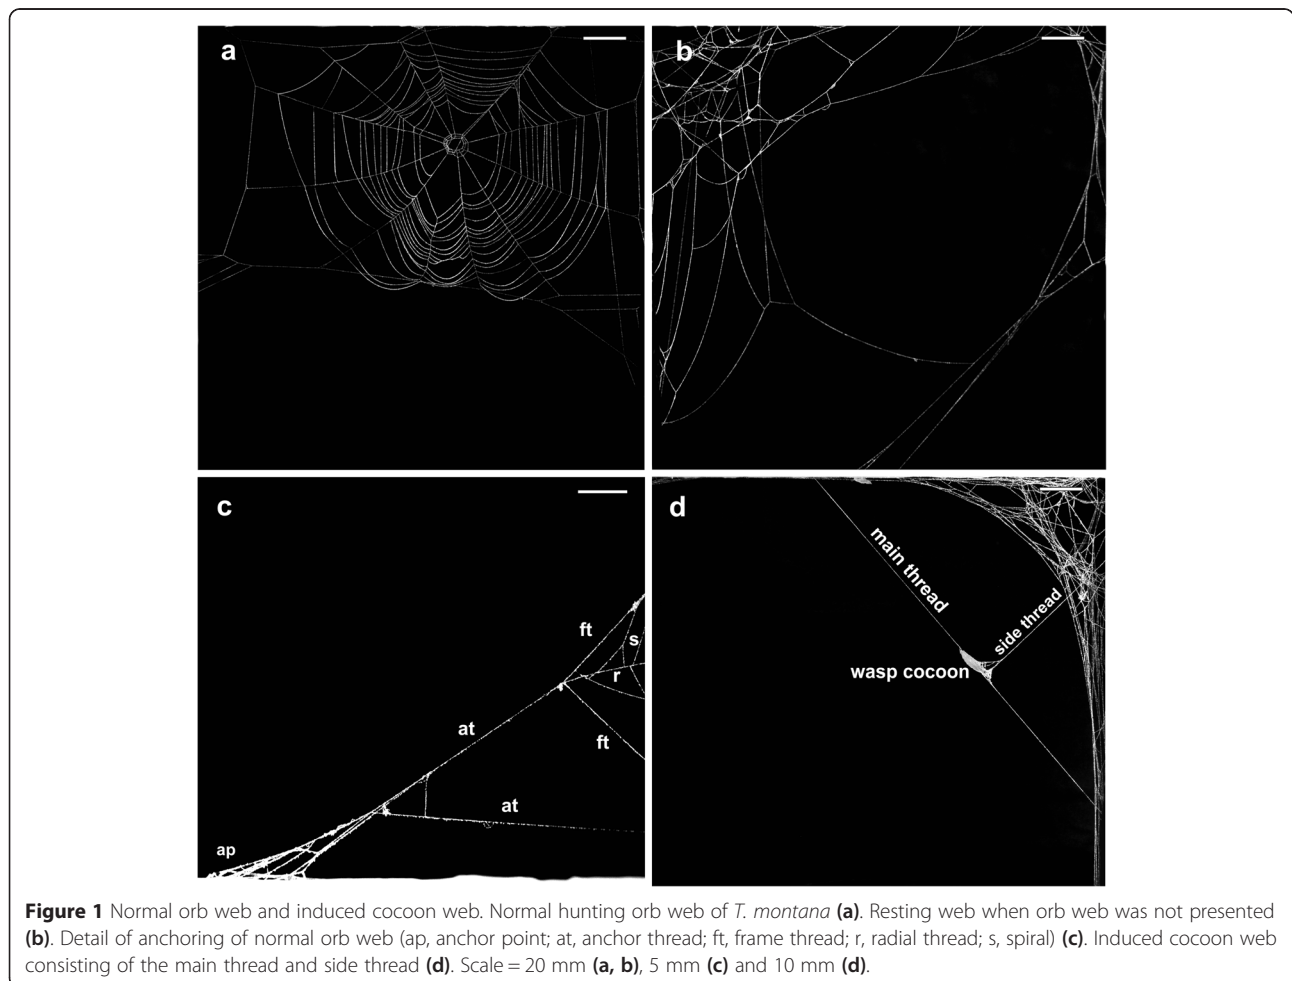 a
b
c
ft
s
r
at
ft
at
ap
d
main thread
side thread
wasp cocoon
Figure 1 Normal orb web and induced cocoon web. Normal hunting orb web of T. montana (a). Resting web when orb web was not presented
(b). Detail of anchoring of normal orb web (ap, anchor point; at, anchor thread; ft, frame thread; r, radial thread; s, spiral) (c). Induced cocoon web
consisting of the main thread and side thread (d). Scale = 20 mm (a, b), 5 mm (c) and 10 mm (d).